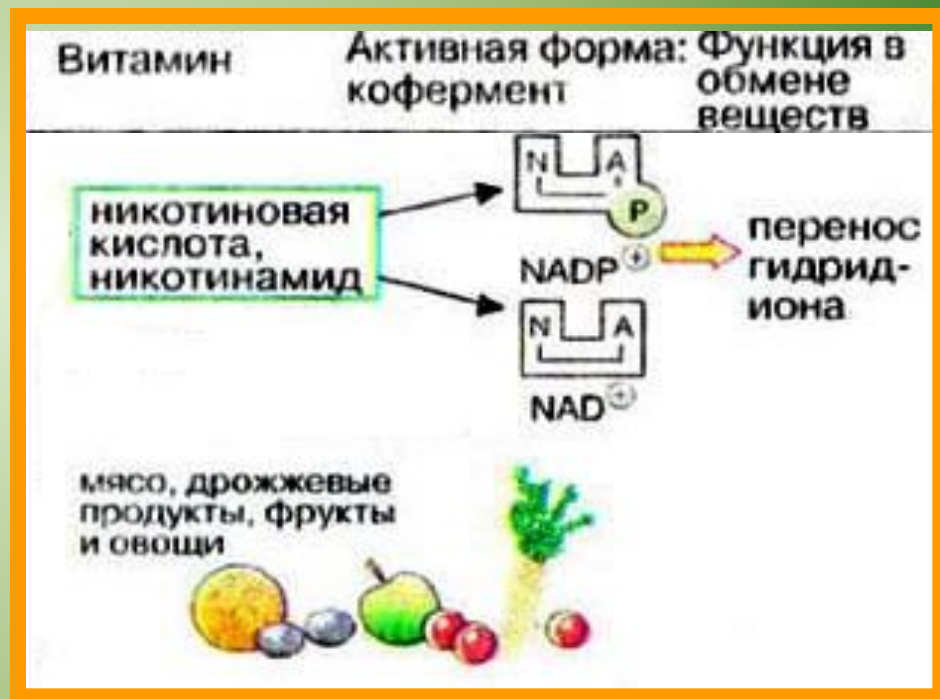 Витамин
Активная форма:
кофермент
Функция в
обмене
веществ
никотиновая
кислота,
никотинамид
N A
P
NADP⊕
N A
NAD⊕
перенос
гидрид-
иона
мясо, дрожжевые
продукты, фрукты
и овощи